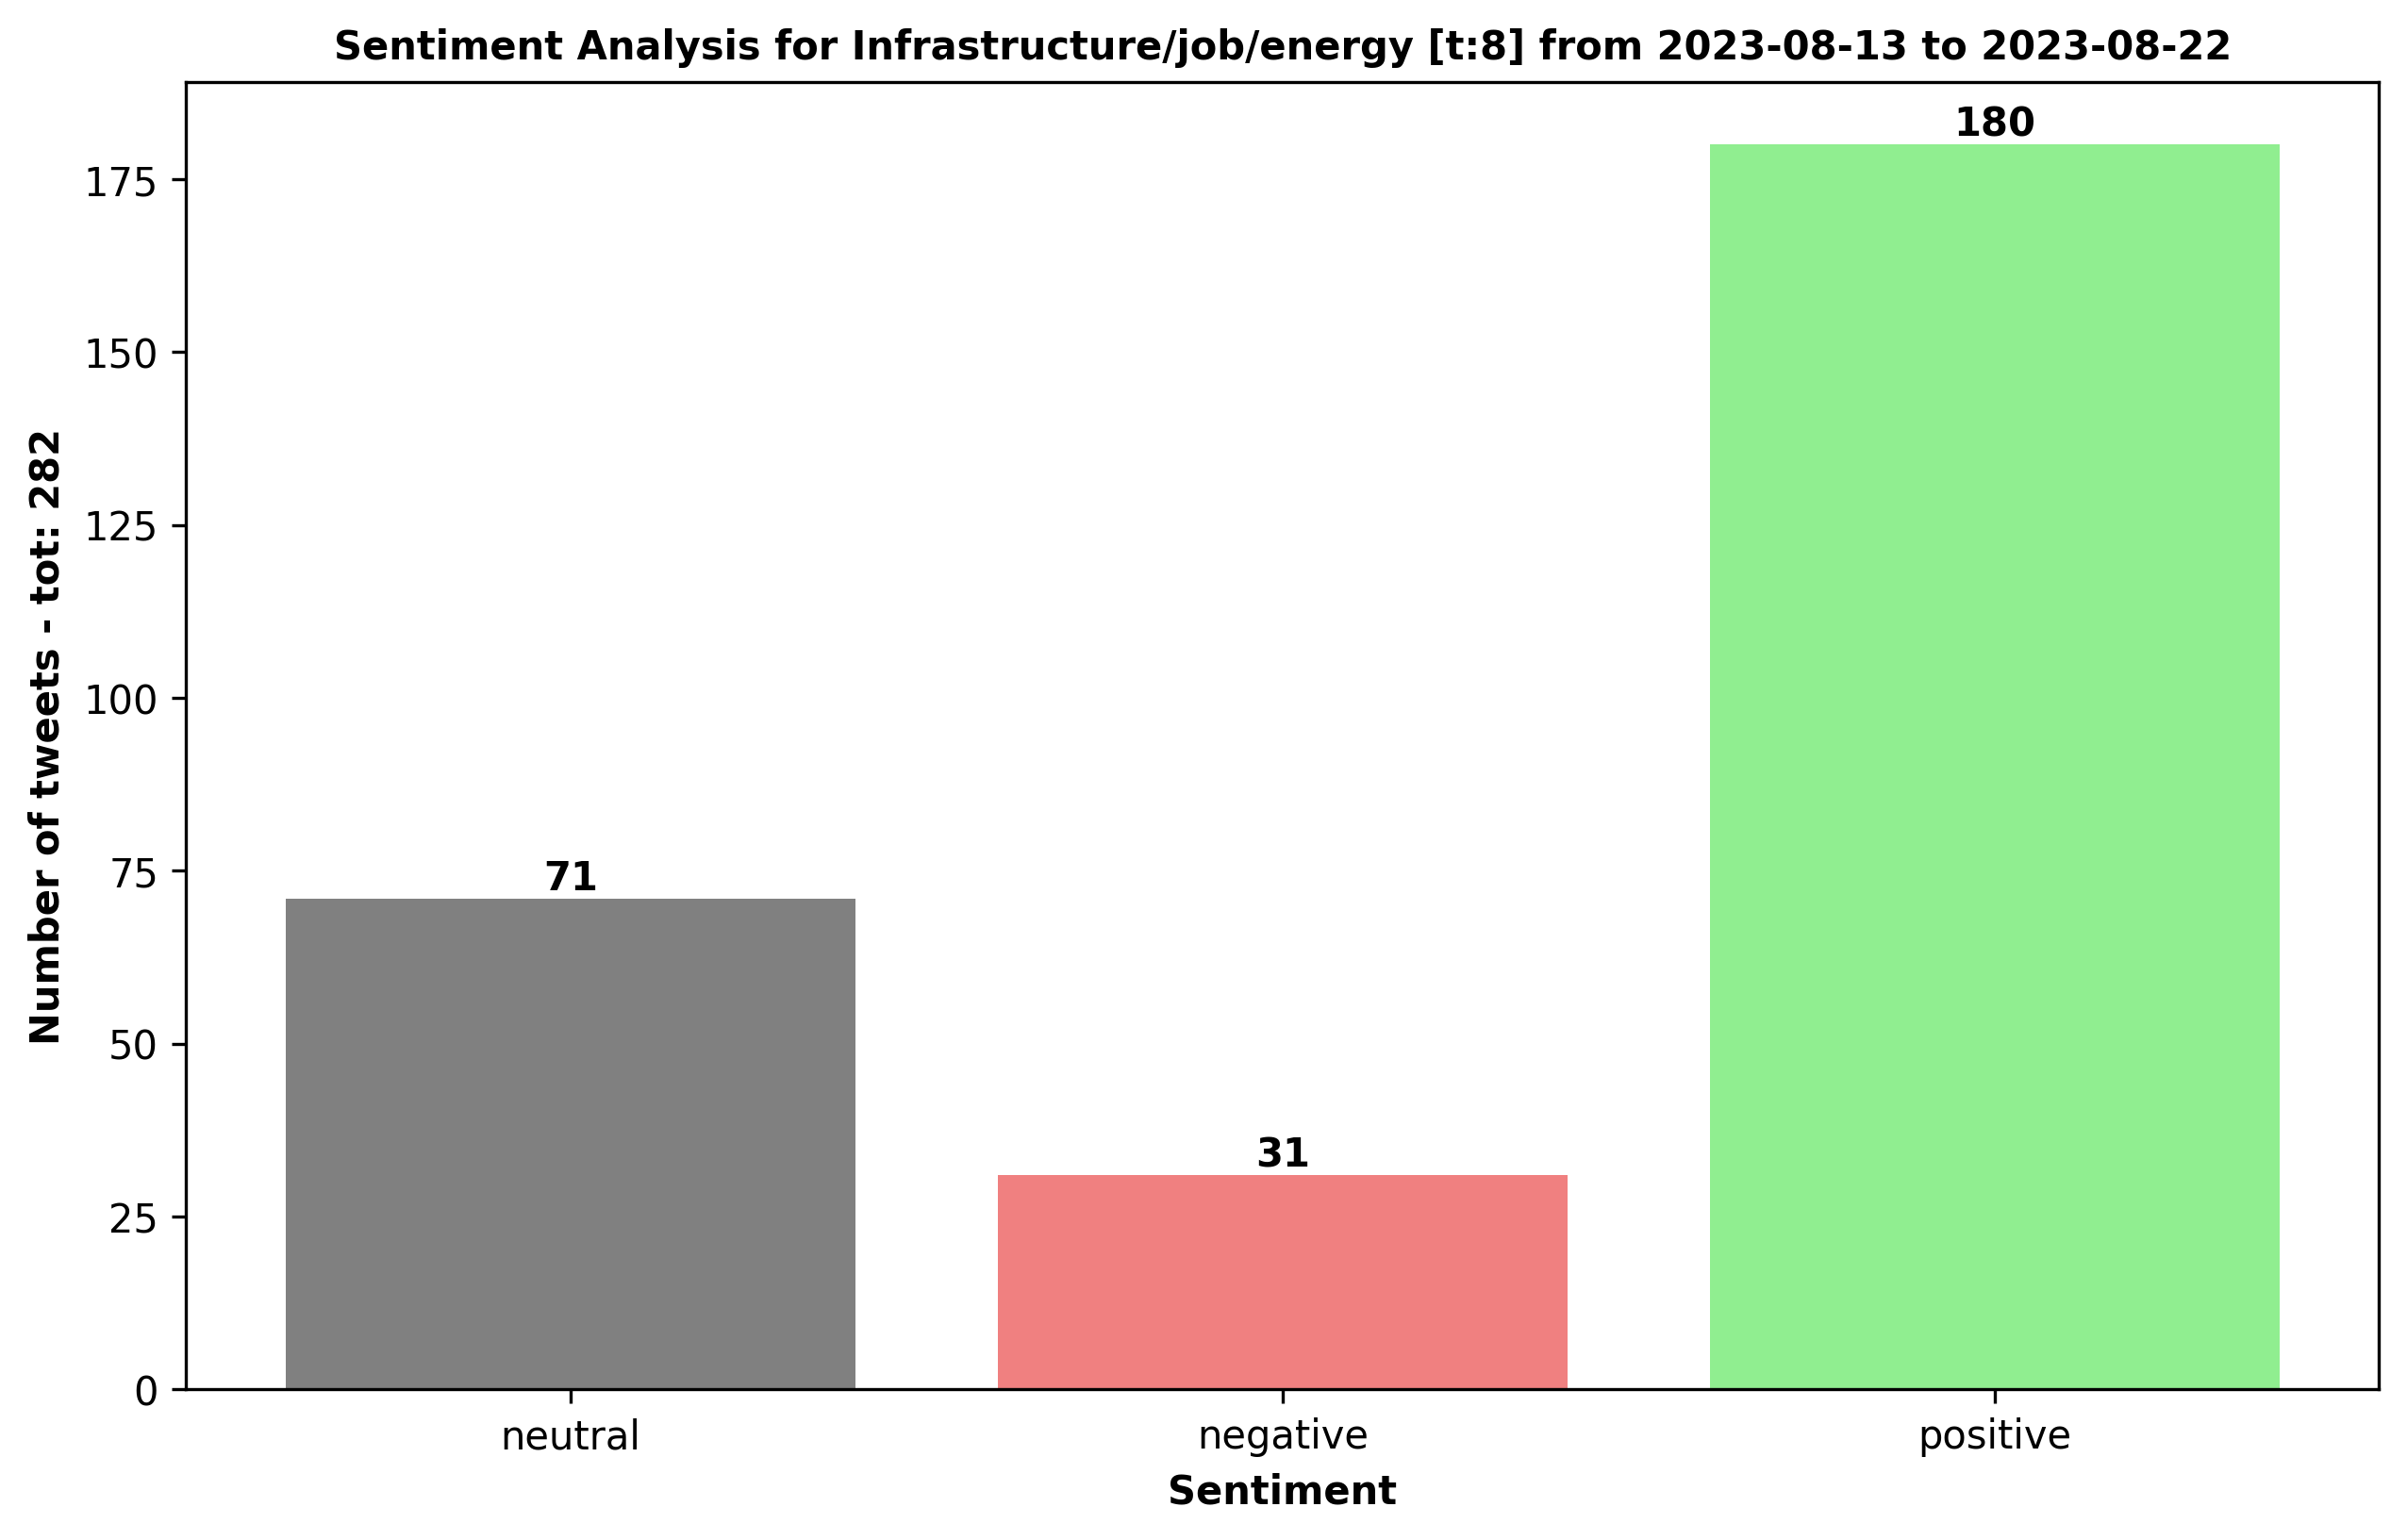 Sentiment Analysis for Infrastructure/job/energy [t:8] from 2023-08-13 to 2023-08-22
Number of tweets - tot: 282
175
150
125
100
75
50
25
0
71
31
180
neutral
negative
positive
Sentiment